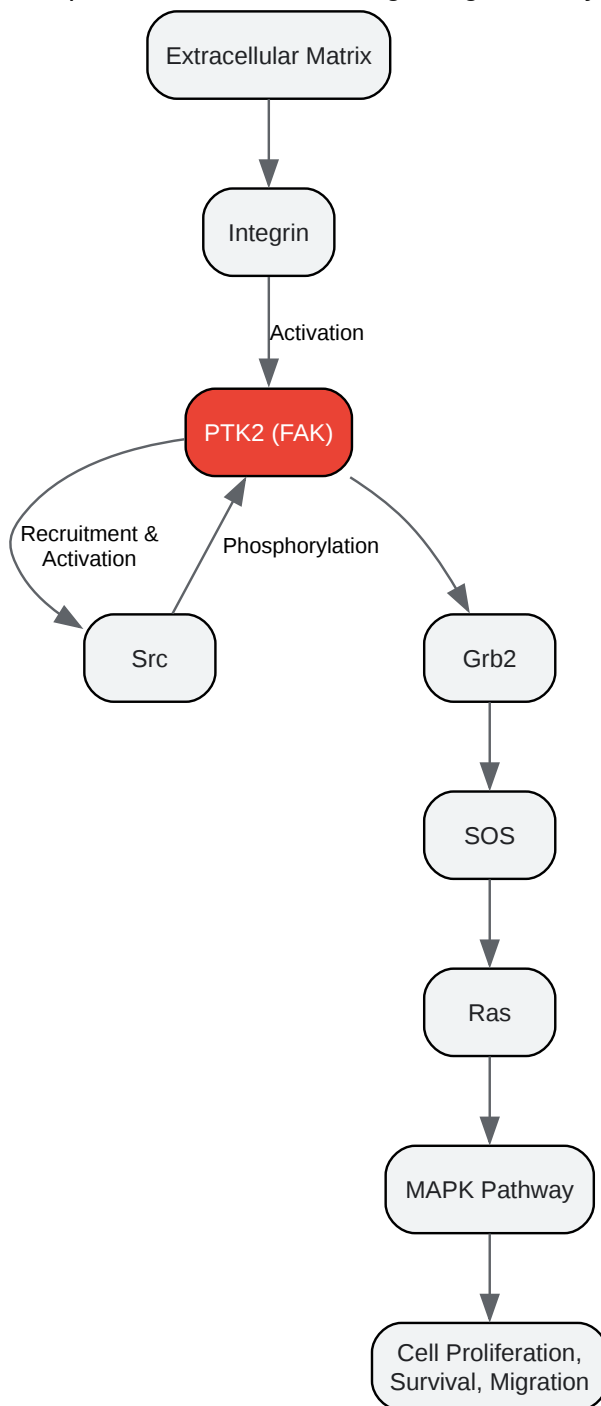 Extracellular Matrix
Integrin
Activation
PTK2 (FAK)
Recruitment &
Activation
Phosphorylation
Src
Grb2
SOS
Ras
MAPK Pathway
Cell Proliferation,
Survival, Migration